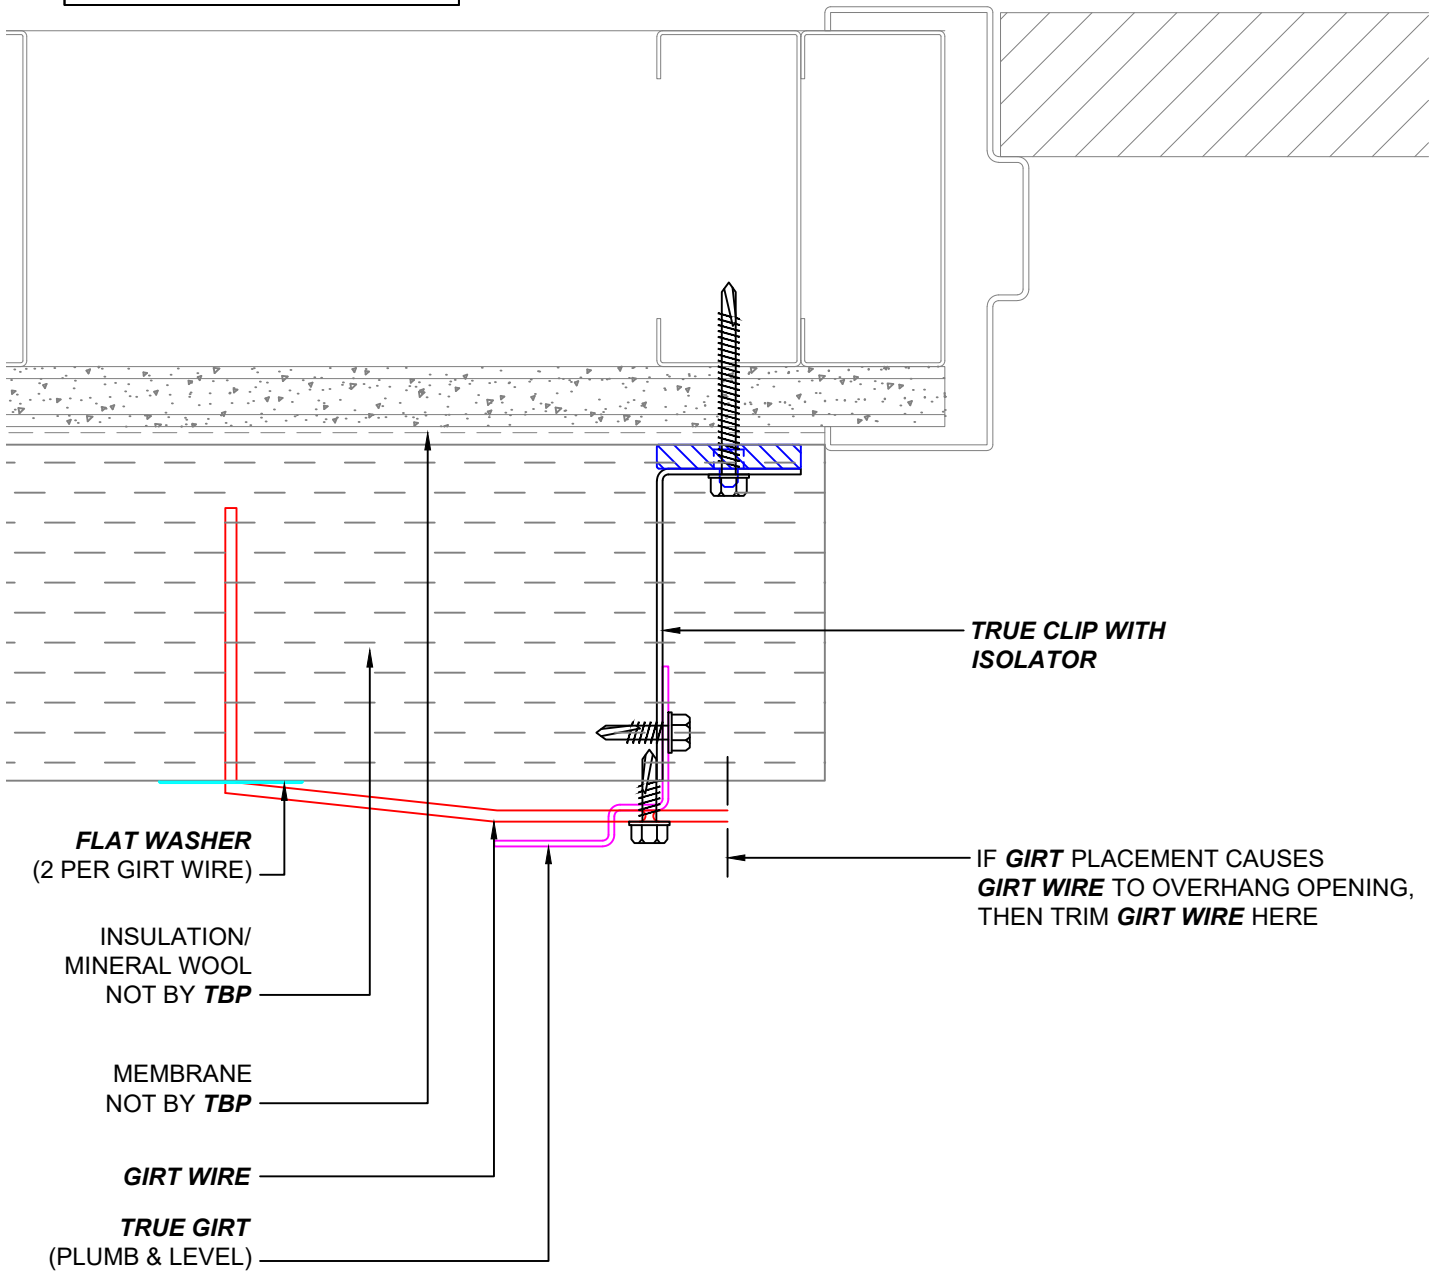 TRUE CLIP WITH
ISOLATOR
FLAT WASHER
(2 PER GIRT WIRE)
IF GIRT PLACEMENT CAUSES
GIRT WIRE TO OVERHANG OPENING,
THEN TRIM GIRT WIRE HERE
INSULATION/
MINERAL WOOL
NOT BY TBP
MEMBRANE
NOT BY TBP
GIRT WIRE
TRUE GIRT
(PLUMB & LEVEL)